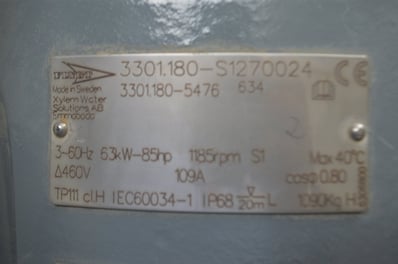 3301.180-S1270024 CE
Made in Sweden 3301.180-5476 634
Xylem Water
Solutions AB
3~60Hz 63kW-85hp 1185rpm S1 Max 40°C
Δ460V 109A cosφ 0.80
TP111 cl.H IEC60034-1 IP68 20m L 1090Kg H